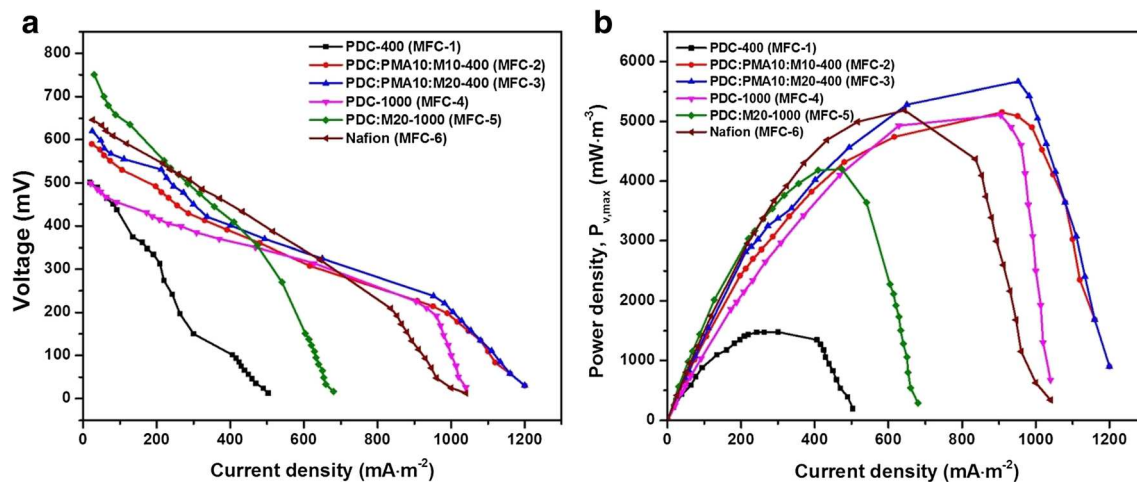 a
800
700
600
500
400
300
200
100
0
Voltage (mV)
0
200
400
600
800
1000
1200
Current density (mA·m⁻²)
PDC-400 (MFC-1)
PDC:PMA10:M10-400 (MFC-2)
PDC:PMA10:M20-400 (MFC-3)
PDC-1000 (MFC-4)
PDC:M20-1000 (MFC-5)
Nafion (MFC-6)
b
6000
5000
4000
3000
2000
1000
0
Power density, Pv,max (mW·m⁻³)
0
200
400
600
800
1000
1200
Current density (mA·m⁻²)
PDC-400 (MFC-1)
PDC:PMA10:M10-400 (MFC-2)
PDC:PMA10:M20-400 (MFC-3)
PDC-1000 (MFC-4)
PDC:M20-1000 (MFC-5)
Nafion (MFC-6)